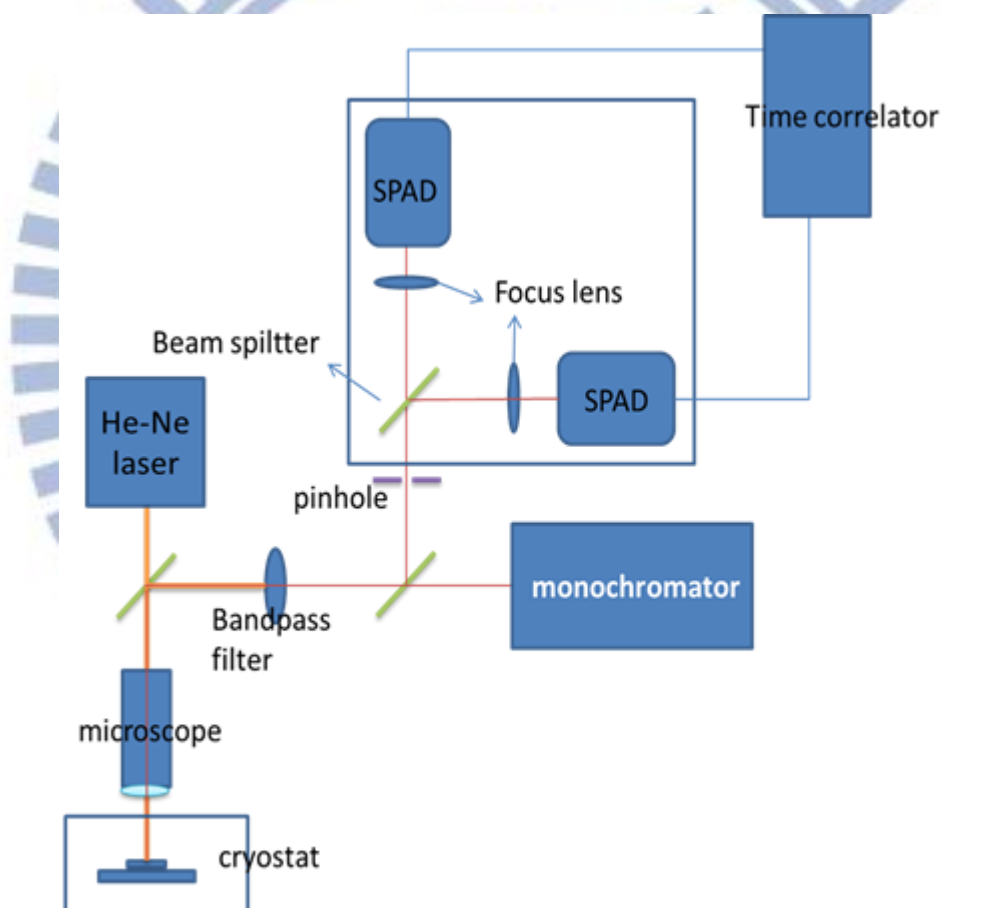 Time correlator
SPAD
Focus lens
Beam spiltter
SPAD
He-Ne
laser
pinhole
monochromator
Bandpass
filter
microscope
cryostat